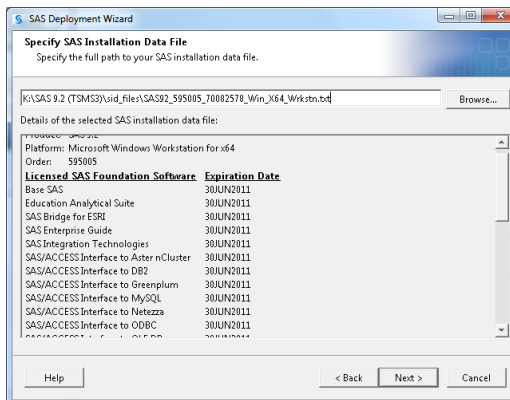 SAS Deployment Wizard
Specify SAS Installation Data File
Specify the full path to your SAS installation data file.
K:\SAS 9.2 (TSMS3)\sid_files\SAS92_595005_70082578_Win_X64_Wrkstn.txt
Browse...
Details of the selected SAS installation data file:
Platform: Microsoft Windows Workstation for x64
Order: 595005
Licensed SAS Foundation Software Expiration Date
Base SAS 30JUN2011
Education Analytical Suite 30JUN2011
SAS Bridge for ESRI 30JUN2011
SAS Enterprise Guide 30JUN2011
SAS Integration Technologies 30JUN2011
SAS/ACCESS Interface to Aster nCluster 30JUN2011
SAS/ACCESS Interface to DB2 30JUN2011
SAS/ACCESS Interface to Greenplum 30JUN2011
SAS/ACCESS Interface to MySQL 30JUN2011
SAS/ACCESS Interface to Netezza 30JUN2011
SAS/ACCESS Interface to ODBC 30JUN2011
Help < Back Next > Cancel